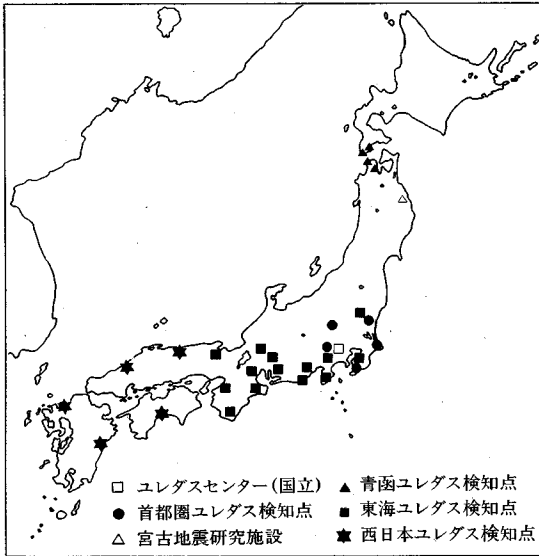 □ ユレダスセンター(国立)
● 首都圏ユレダス検知点
△ 宮古地震研究施設
▲ 青函ユレダス検知点
■ 東海ユレダス検知点
★ 西日本ユレダス検知点